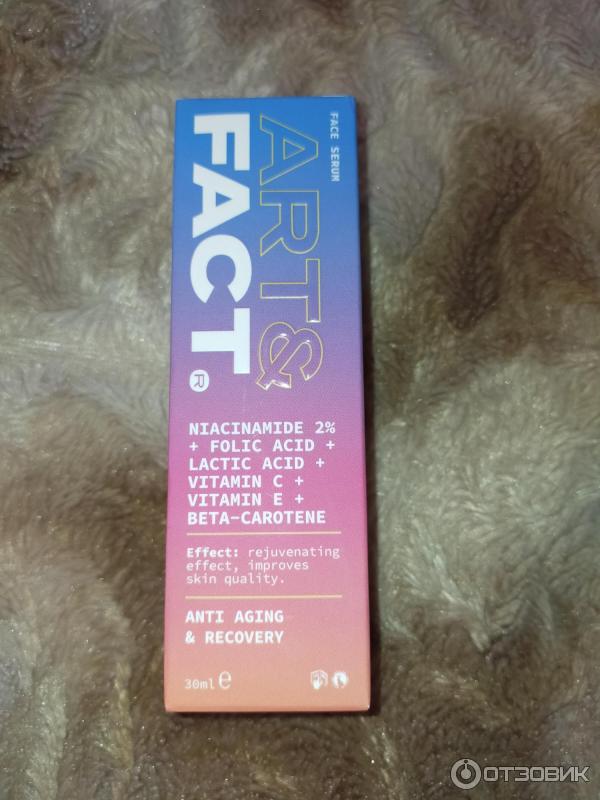 FACE SERUM
ART&
FACT®
NIACINAMIDE 2%
+ FOLIC ACID +
LACTIC ACID +
VITAMIN C +
VITAMIN E +
BETA-CAROTENE
Effect: rejuvenating
effect, improves
skin quality.
ANTI AGING
& RECOVERY
30ml ℮
ОТЗОВИК